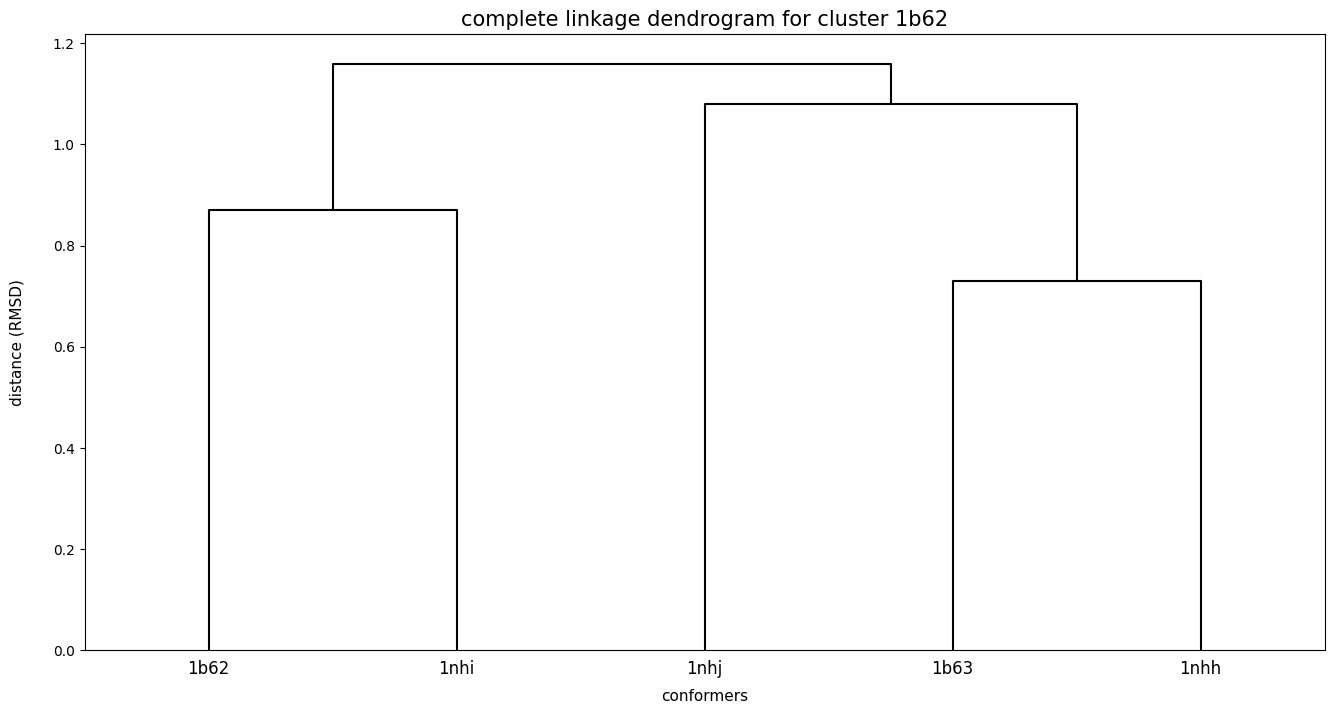 complete linkage dendrogram for cluster 1b62
1.2
1.0
0.8
0.6
0.4
0.2
0.0
distance (RMSD)
1b62 1nhi 1nhj 1b63 1nhh
conformers